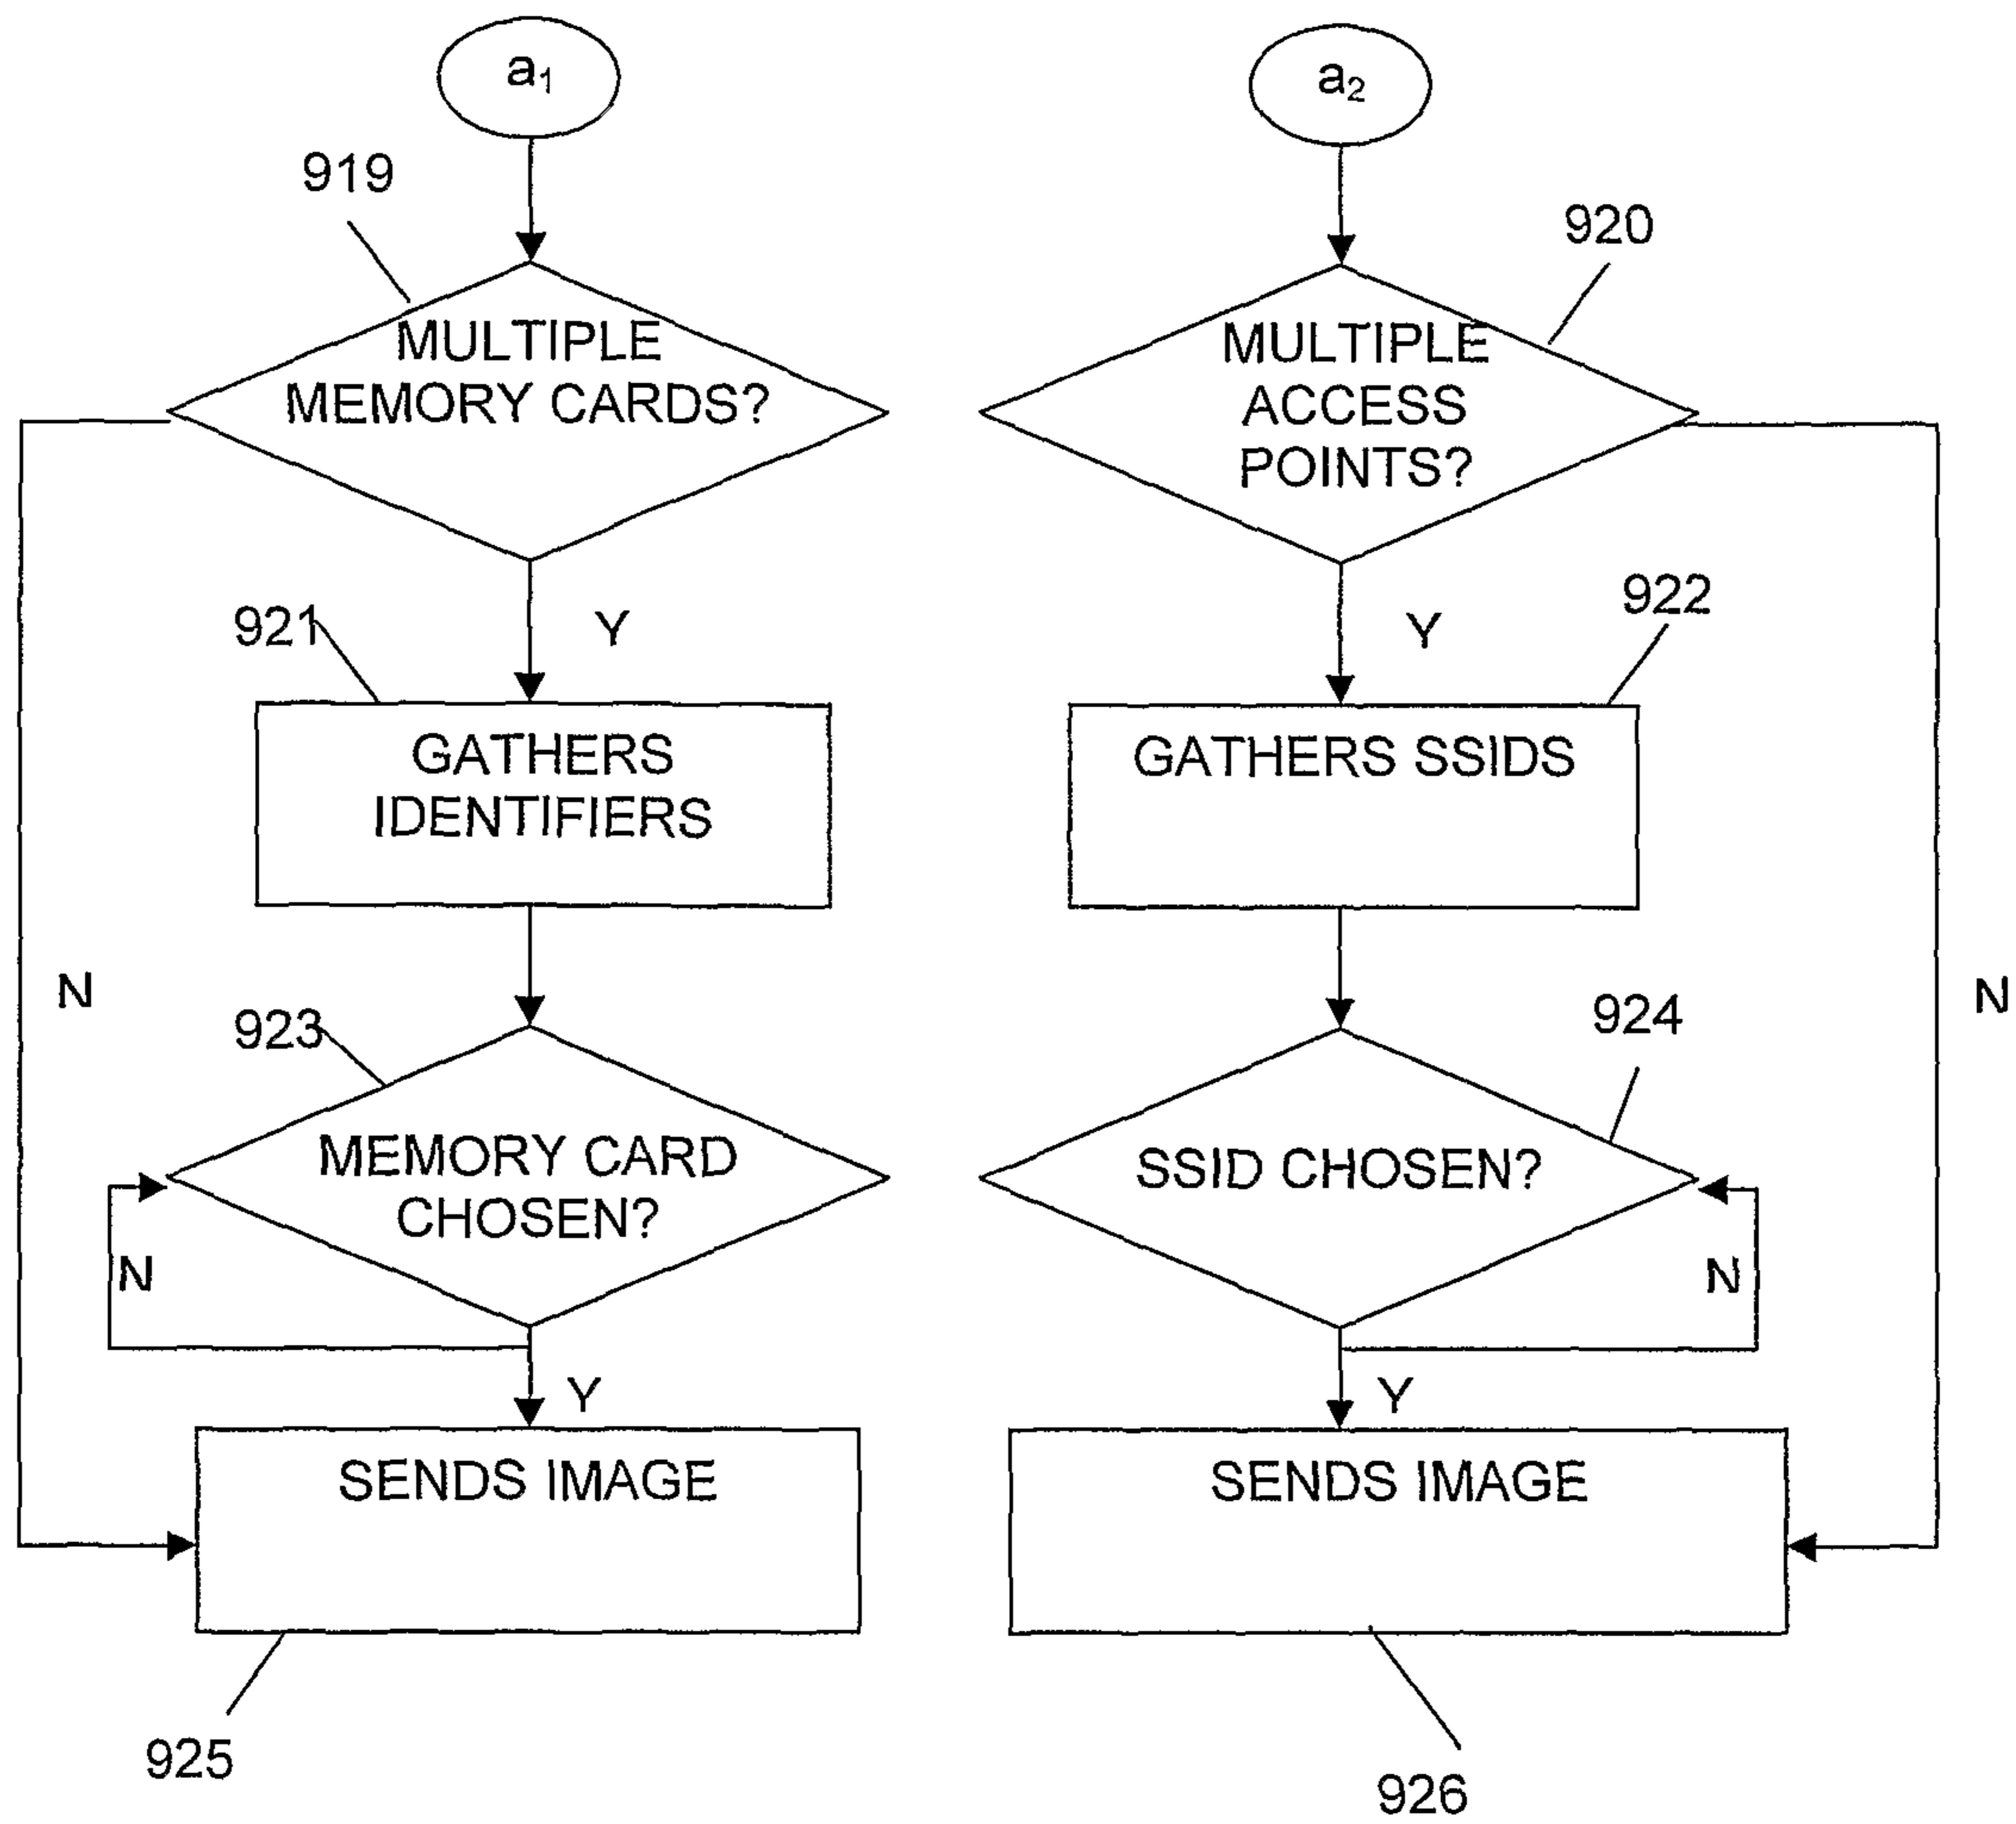 a1
919
MULTIPLE
MEMORY CARDS?
921
Y
GATHERS
IDENTIFIERS
N
923
MEMORY CARD
CHOSEN?
N
Y
SENDS IMAGE
925
a2
920
MULTIPLE
ACCESS
POINTS?
922
Y
GATHERS SSIDS
N
924
SSID CHOSEN?
N
Y
SENDS IMAGE
926